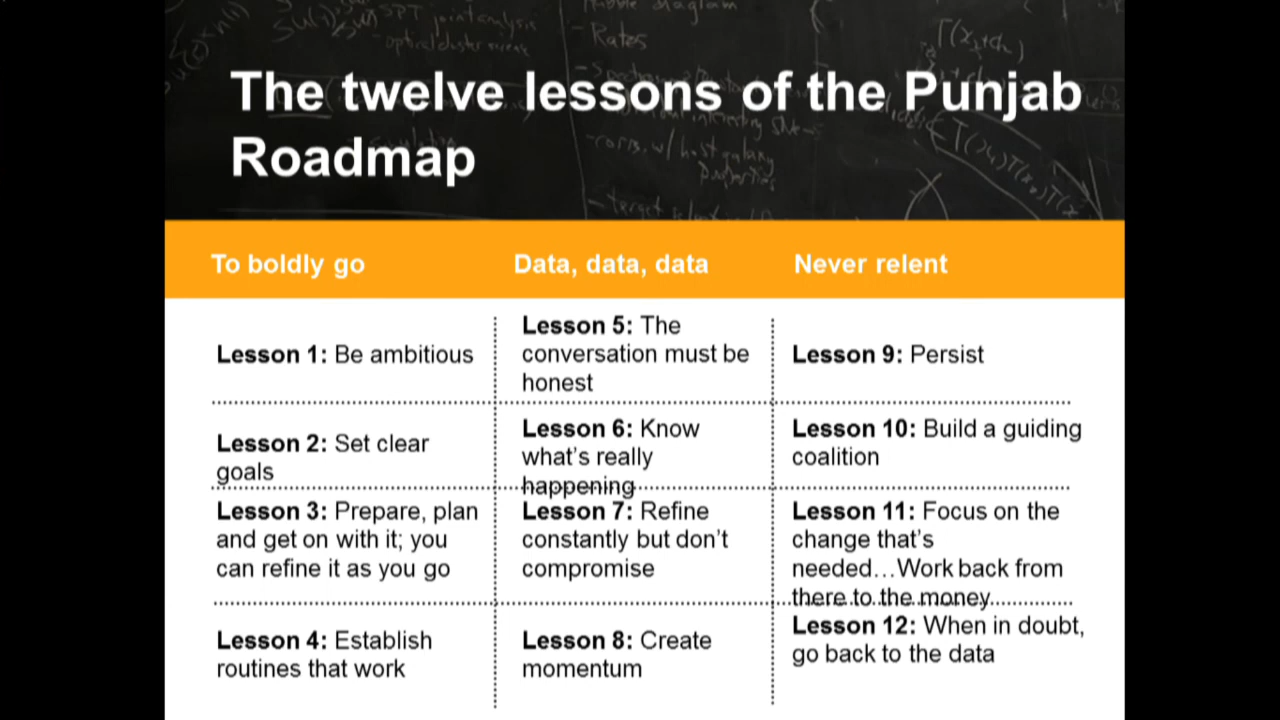 The twelve lessons of the Punjab
Roadmap
To boldly go
Data, data, data
Never relent
Lesson 1: Be ambitious
Lesson 5: The
conversation must be
honest
Lesson 9: Persist
Lesson 2: Set clear
goals
Lesson 6: Know
what's really
happening
Lesson 10: Build a guiding
coalition
Lesson 3: Prepare, plan
and get on with it; you
can refine it as you go
Lesson 7: Refine
constantly but don't
compromise
Lesson 11: Focus on the
change that's
needed…Work back from
there to the money
Lesson 4: Establish
routines that work
Lesson 8: Create
momentum
Lesson 12: When in doubt,
go back to the data